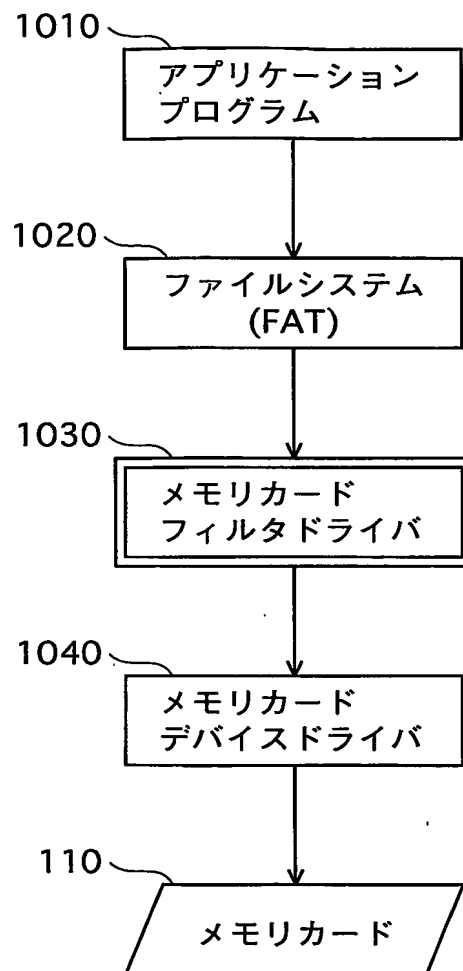 1010
アプリケーション
プログラム
1020
ファイルシステム
(FAT)
1030
メモリカード
フィルタドライバ
1040
メモリカード
デバイスドライバ
110
メモリカード